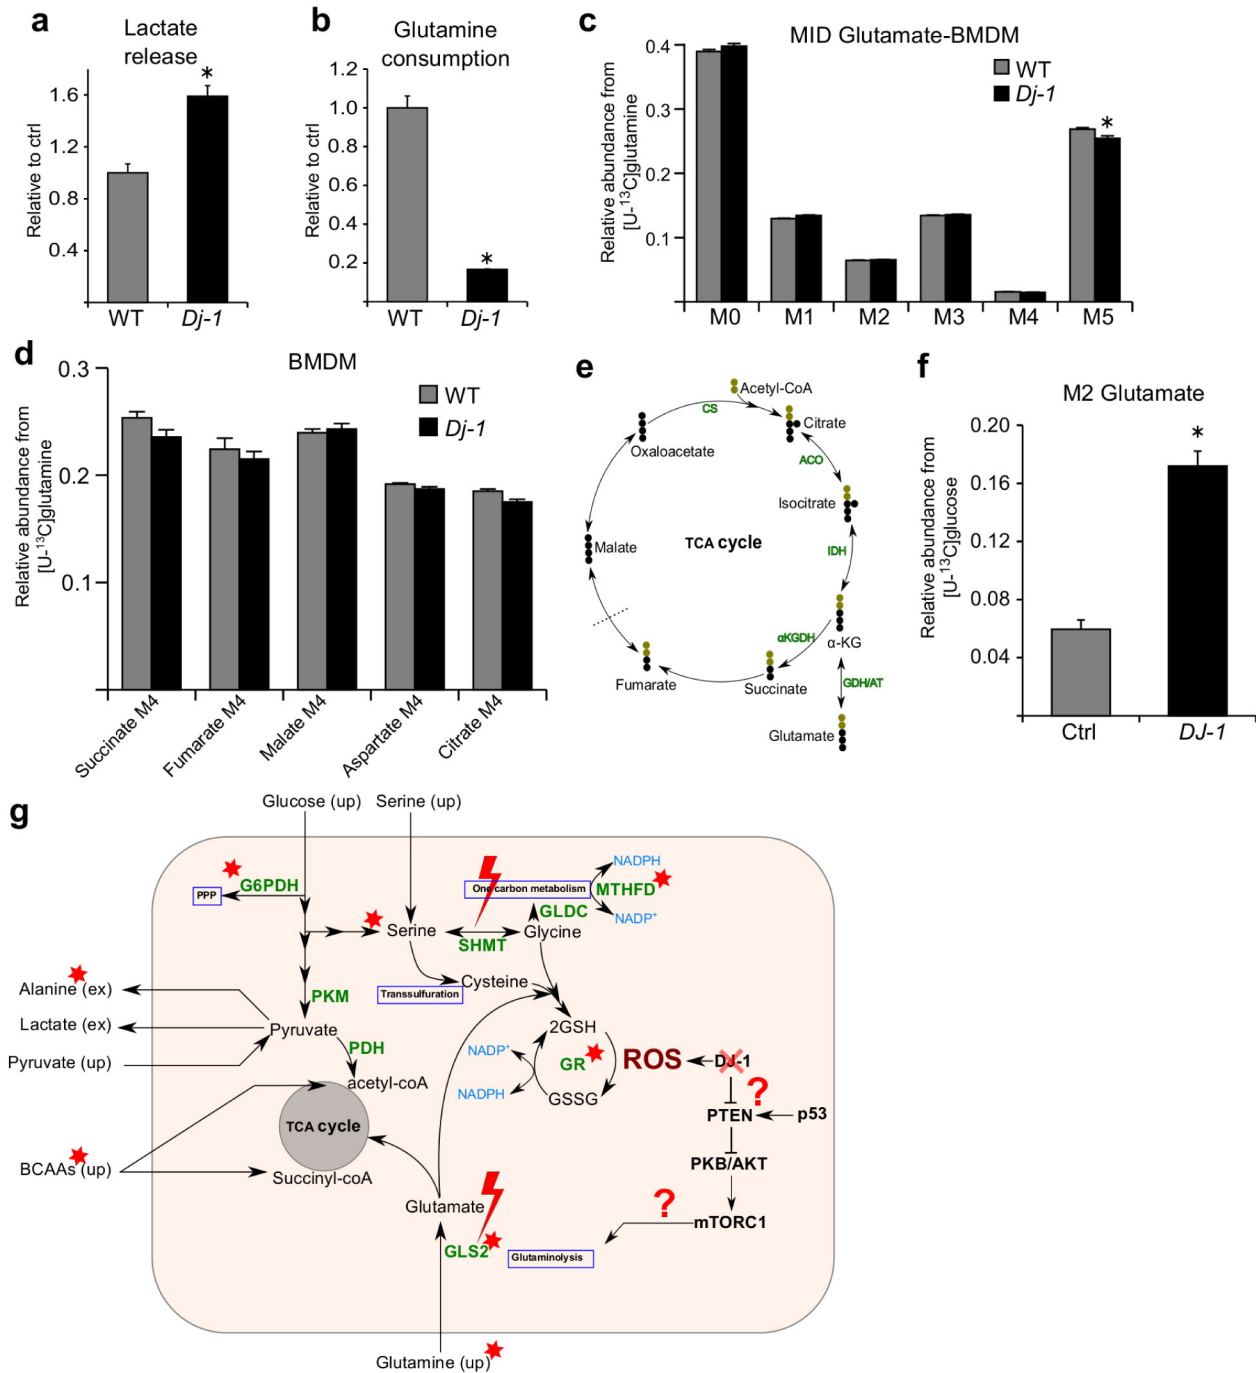 a
Lactate
release
Relative to ctrl
1.6
1.2
0.8
0.4
*
WT
Dj-1
b
Glutamine
consumption
Relative to ctrl
1.2
1.0
0.8
0.6
0.4
0.2
*
WT
Dj-1
c
MID Glutamate-BMDM
Relative abundance from
[U-¹³C]glutamine
0.4
0.3
0.2
0.1
WT
Dj-1
*
M0
M1
M2
M3
M4
M5
d
BMDM
Relative abundance from
[U-¹³C]glutamine
0.3
0.2
0.1
WT
Dj-1
Succinate M4
Fumarate M4
Malate M4
Aspartate M4
Citrate M4
e
Acetyl-CoA
CS
Citrate
Oxaloacetate
ACO
Isocitrate
TCA cycle
Malate
IDH
α-KG
αKGDH
Fumarate
Succinate
GDH/AT
Glutamate
f
M2 Glutamate
Relative abundance from
[U-¹³C]glucose
0.20
0.16
0.12
0.08
0.04
*
Ctrl
DJ-1
g
Glucose (up)
Serine (up)
G6PDH
PPP
NADPH
One carbon metabolism
MTHFD
NADP⁺
GLDC
Serine
SHMT
Glycine
Cysteine
Transsulfuration
Alanine (ex)
PKM
Lactate (ex)
Pyruvate
Pyruvate (up)
PDH
acetyl-coA
TCA cycle
BCAAs (up)
Succinyl-coA
2GSH
NADP⁺
GR
NADPH
GSSG
ROS
DJ-1
?
PTEN
p53
PKB/AKT
?
mTORC1
Glutamate
GLS2
Glutaminolysis
Glutamine (up)